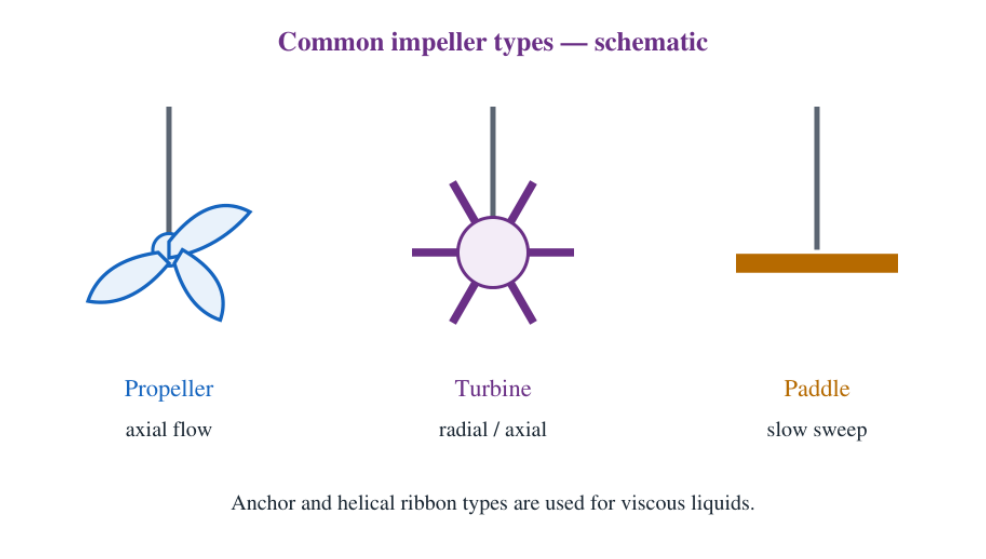 Common impeller types — schematic
Propeller
Turbine
Paddle
axial flow
radial / axial
slow sweep
Anchor and helical ribbon types are used for viscous liquids.